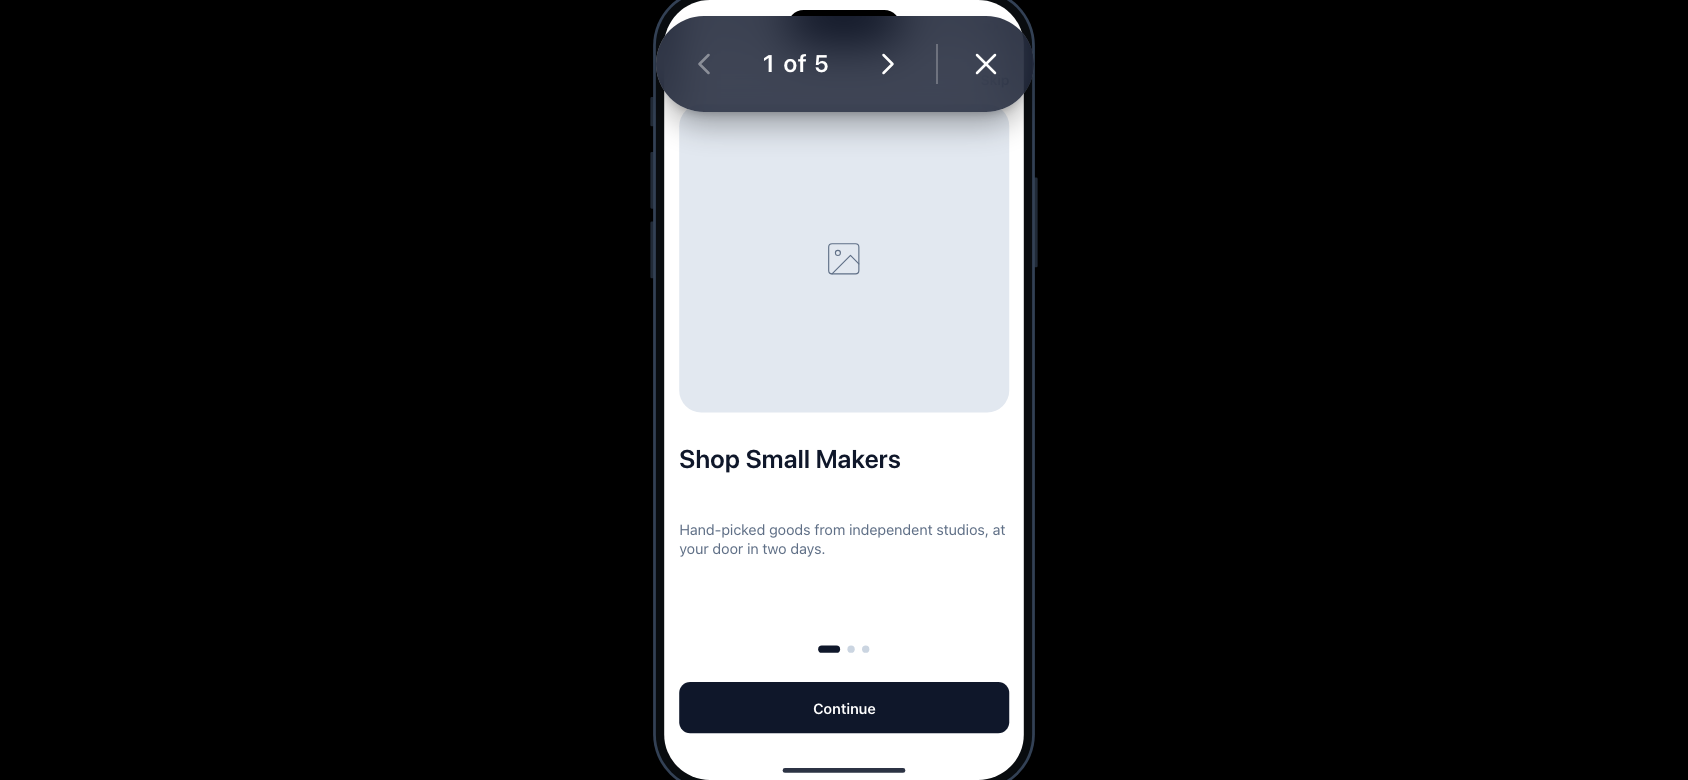 1 of 5
Shop Small Makers
Hand-picked goods from independent studios, at
your door in two days.
Continue